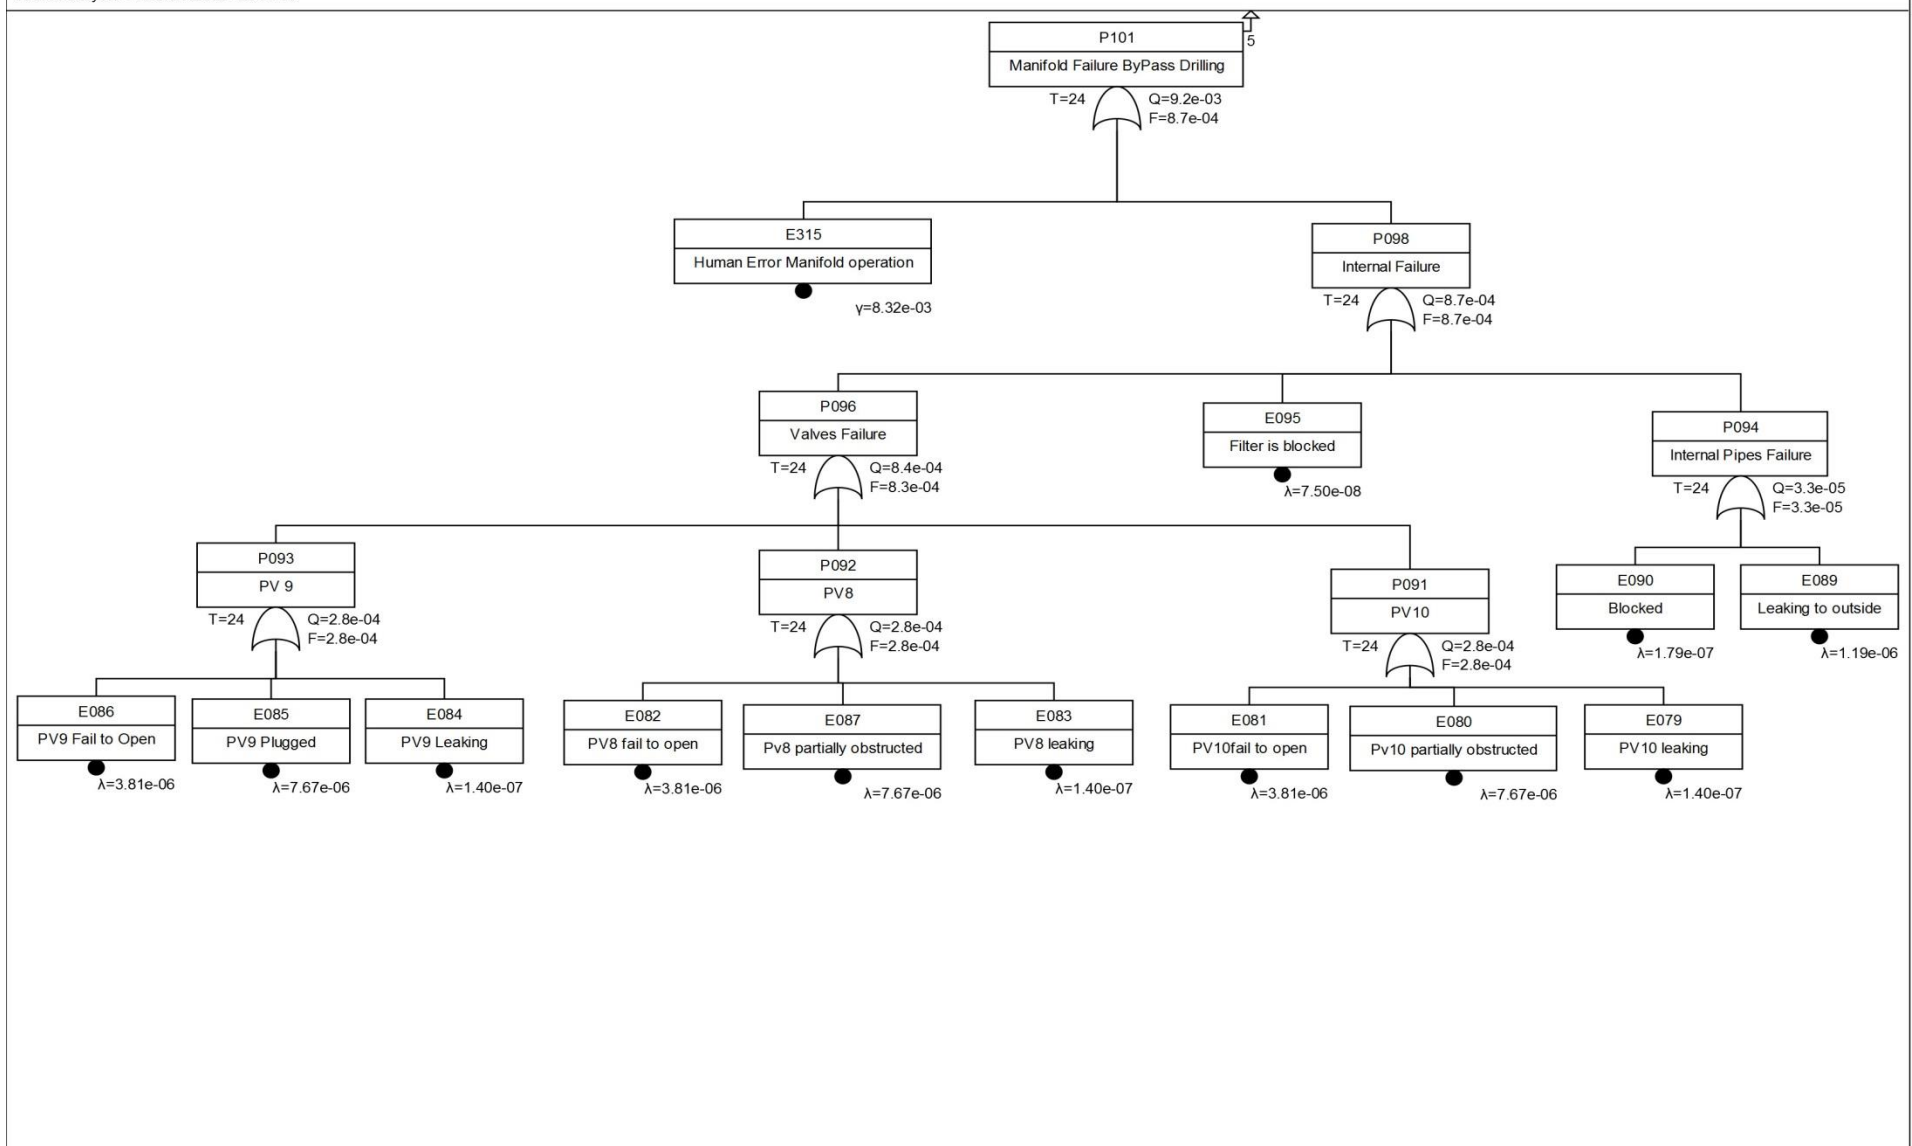 P101
5
Manifold Failure ByPass Drilling
T=24
Q=9.2e-03
F=8.7e-04
E315
Human Error Manifold operation
γ=8.32e-03
P098
Internal Failure
T=24
Q=8.7e-04
F=8.7e-04
P096
Valves Failure
T=24
Q=8.4e-04
F=8.3e-04
E095
Filter is blocked
λ=7.50e-08
P094
Internal Pipes Failure
T=24
Q=3.3e-05
F=3.3e-05
P093
PV 9
T=24
Q=2.8e-04
F=2.8e-04
P092
PV8
T=24
Q=2.8e-04
F=2.8e-04
P091
PV10
T=24
Q=2.8e-04
F=2.8e-04
E090
Blocked
λ=1.79e-07
E089
Leaking to outside
λ=1.19e-06
E086
PV9 Fail to Open
λ=3.81e-06
E085
PV9 Plugged
λ=7.67e-06
E084
PV9 Leaking
λ=1.40e-07
E082
PV8 fail to open
λ=3.81e-06
E087
Pv8 partially obstructed
λ=7.67e-06
E083
PV8 leaking
λ=1.40e-07
E081
PV10fail to open
λ=3.81e-06
E080
Pv10 partially obstructed
λ=7.67e-06
E079
PV10 leaking
λ=1.40e-07